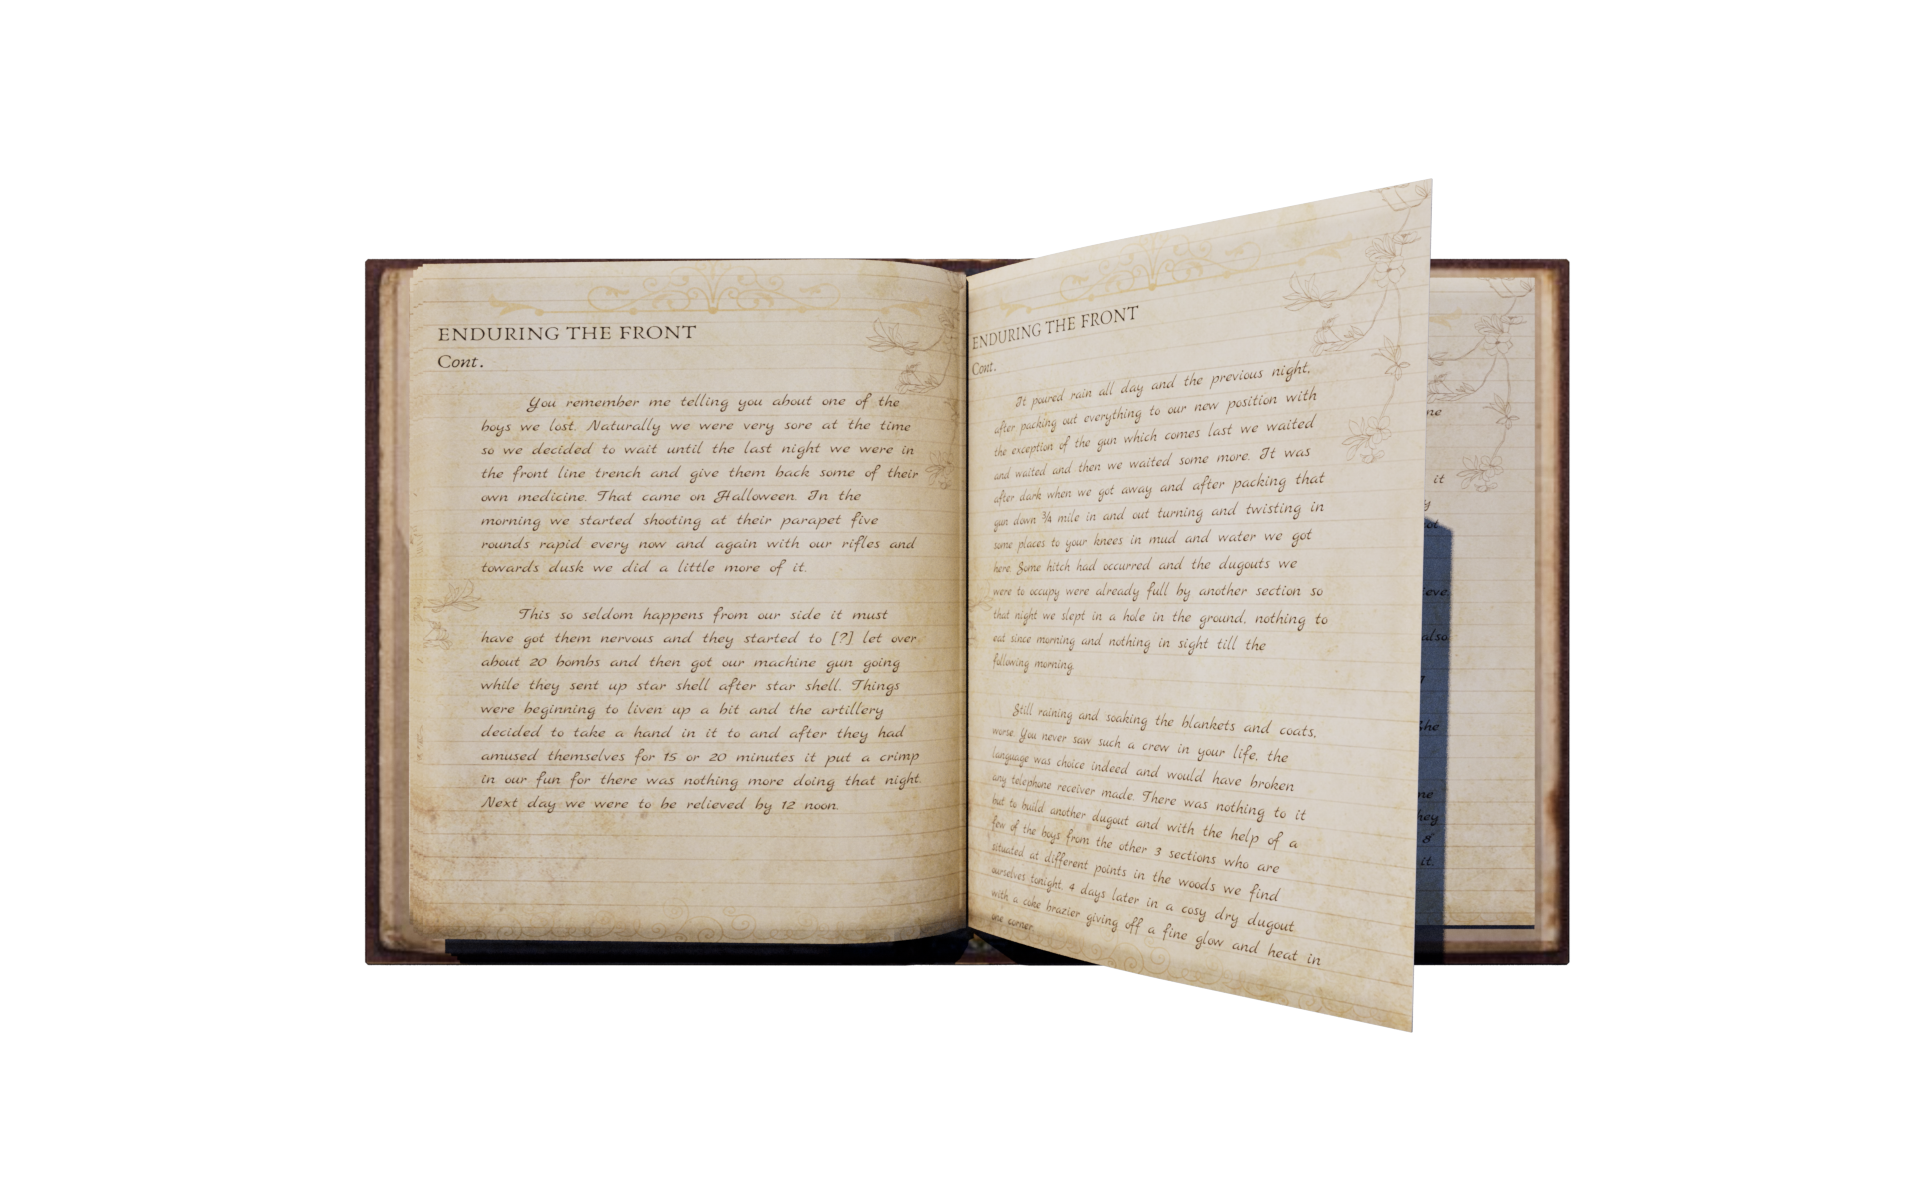 ENDURING THE FRONT
Cont.
You remember me telling you about one of the
boys we lost. Naturally we were very sore at the time
so we decided to wait until the last night we were in
the front line trench and give them back some of their
own medicine. That came on Halloween. In the
morning we started shooting at their parapet five
rounds rapid every now and again with our rifles and
towards dusk we did a little more of it.
This so seldom happens from our side it must
have got them nervous and they started to [?] let over
about 20 bombs and then got our machine gun going
while they sent up star shell after star shell. Things
were beginning to liven up a bit and the artillery
decided to take a hand in it to and after they had
amused themselves for 15 or 20 minutes it put a crimp
in our fun for there was nothing more doing that night.
Next day we were to be relieved by 12 noon.
ENDURING THE FRONT
Cont.
It poured rain all day and the previous night,
after packing out everything to our new position with
the exception of the gun which comes last we waited
and waited and then we waited some more. It was
after dark when we got away and after packing that
gun down ¾ mile in and out turning and twisting in
some places to your knees in mud and water we got
here. Some hitch had occurred and the dugouts we
were to occupy were already full by another section so
that night we slept in a hole in the ground, nothing to
eat since morning and nothing in sight till the
following morning.
Still raining and soaking the blankets and coats,
worse. You never saw such a crew in your life, the
language was choice indeed and would have broken
any telephone receiver made. There was nothing to it
but to build another dugout and with the help of a
few of the boys from the other 3 sections who are
situated at different points in the woods we find
ourselves tonight, 4 days later in a cosy dry dugout
with a coke brazier giving off a fine glow and heat in
one corner.
it
also
she
&
it.